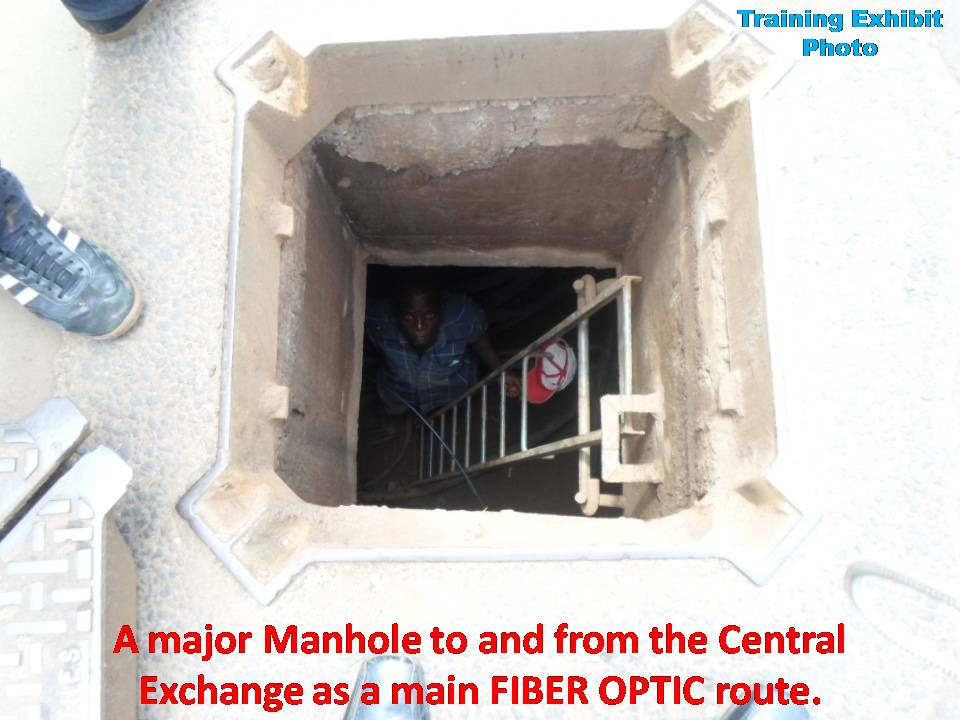 Training Exhibit
Photo
A major Manhole to and from the Central
Exchange as a main FIBER OPTIC route.